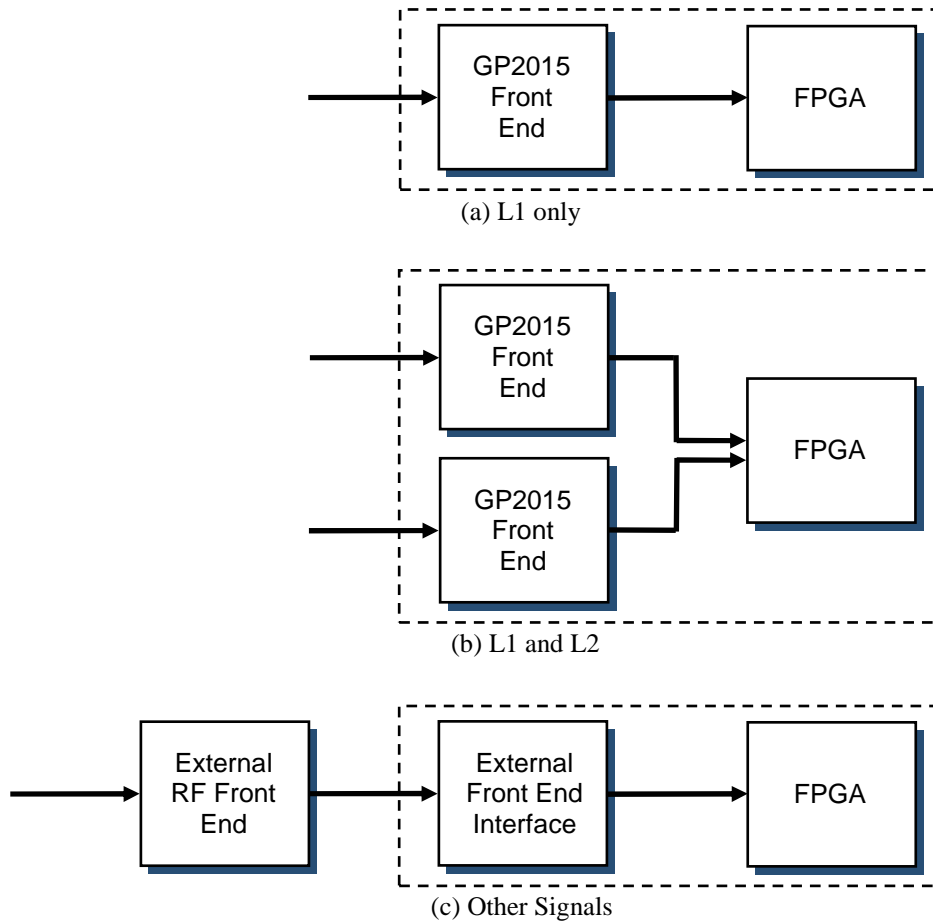 GP2015
Front
End
FPGA
(a) L1 only
GP2015
Front
End
GP2015
Front
End
FPGA
(b) L1 and L2
External
RF Front
End
External
Front End
Interface
FPGA
(c) Other Signals